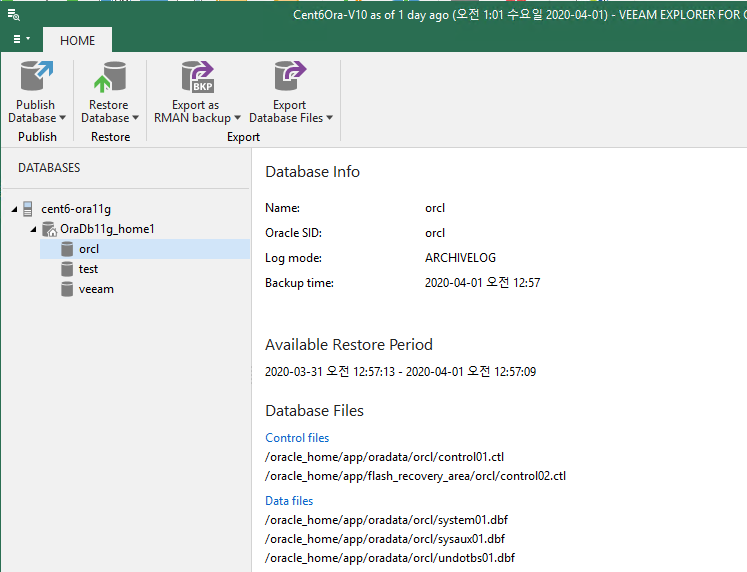 Cent6Ora-V10 as of 1 day ago (오전 1:01 수요일 2020-04-01) - VEEAM EXPLORER FOR
HOME
Publish Database
Restore Database
Export as RMAN backup
BKP
Export Database Files
Publish
Restore
Export
DATABASES
cent6-ora11g
OraDb11g_home1
orcl
test
veeam
Database Info
Name: orcl
Oracle SID: orcl
Log mode: ARCHIVELOG
Backup time: 2020-04-01 오전 12:57
Available Restore Period
2020-03-31 오전 12:57:13 - 2020-04-01 오전 12:57:09
Database Files
Control files
/oracle_home/app/oradata/orcl/control01.ctl
/oracle_home/app/flash_recovery_area/orcl/control02.ctl
Data files
/oracle_home/app/oradata/orcl/system01.dbf
/oracle_home/app/oradata/orcl/sysaux01.dbf
/oracle_home/app/oradata/orcl/undotbs01.dbf